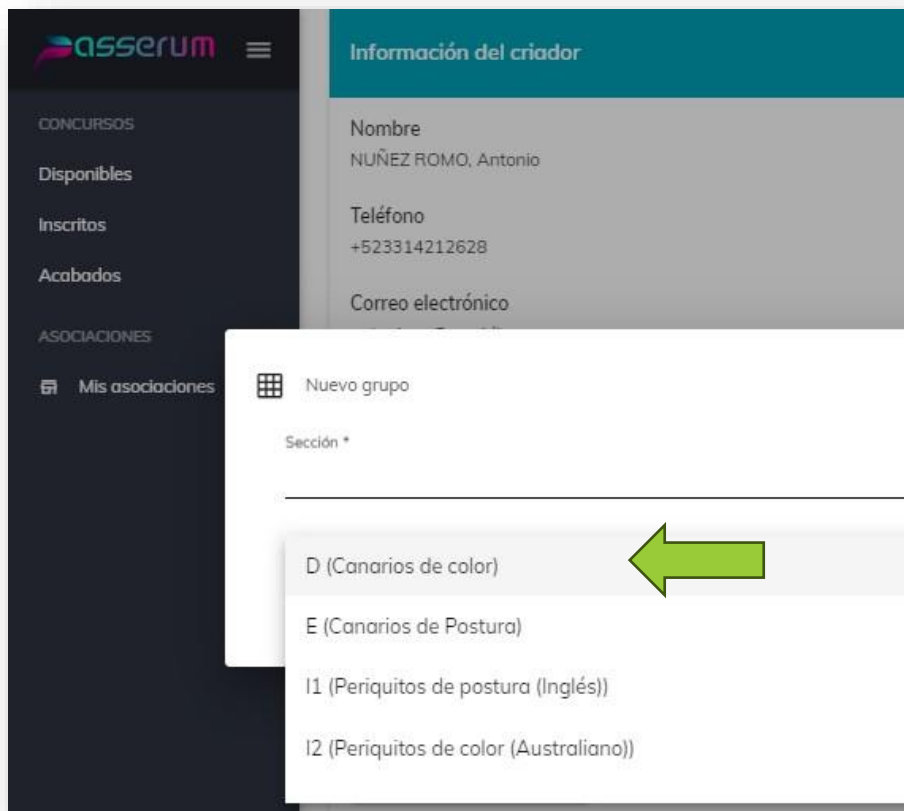 Passerum
Información del criador
CONCURSOS
Disponibles
Inscritos
Acabados
ASOCIACIONES
Mis asociaciones
Nombre
NUÑEZ ROMO, Antonio
Teléfono
+523314212628
Correo electrónico
Nuevo grupo
Sección *
D (Canarios de color)
E (Canarios de Postura)
I1 (Periquitos de postura (Inglés))
I2 (Periquitos de color (Australiano))